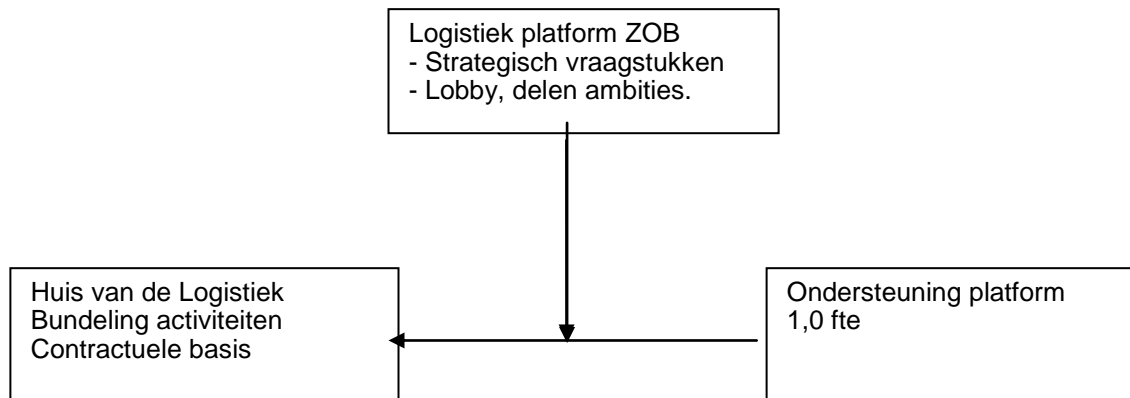 Logistiek platform ZOB
- Strategisch vraagstukken
- Lobby, delen ambities.
Huis van de Logistiek
Bundeling activiteiten
Contractuele basis
Ondersteuning platform
1,0 fte